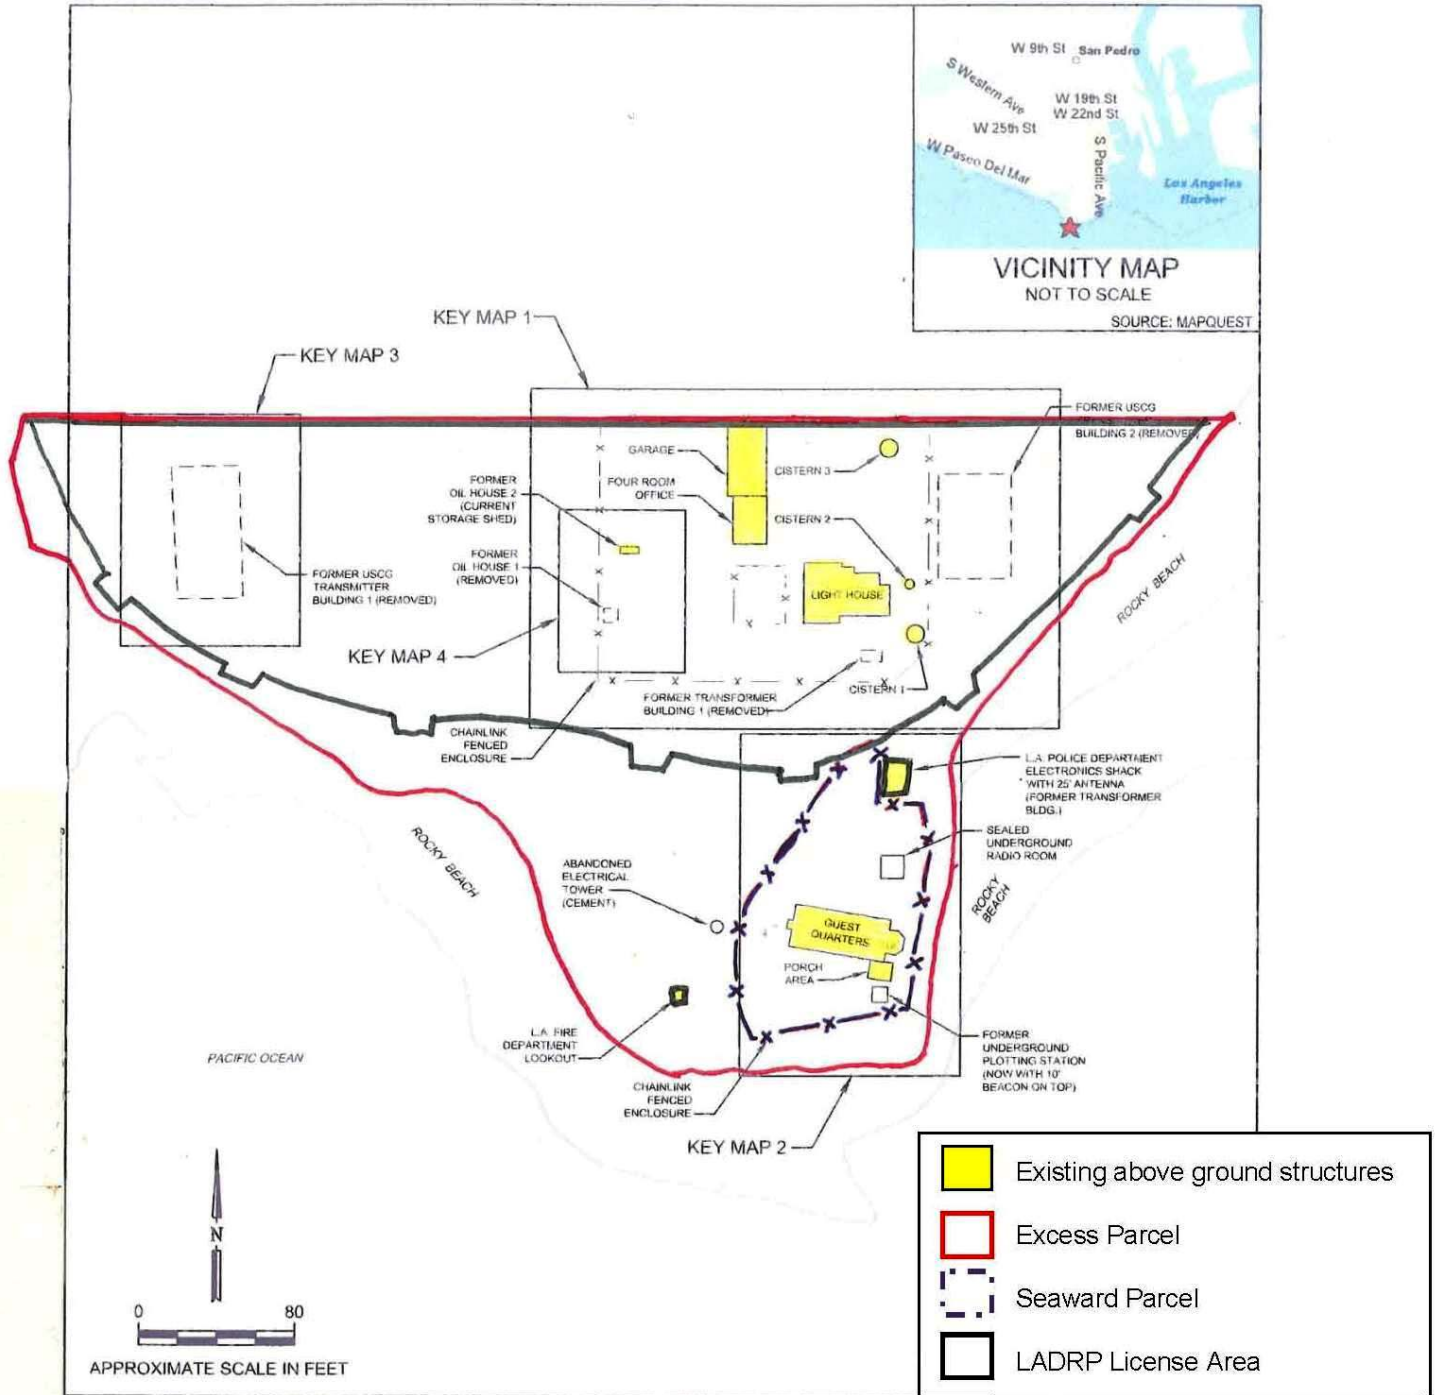 W 9th St
San Pedro
S Western Ave
W 19th St
W 22nd St
W 25th St
W Paseo Del Mar
S Pacific Ave
Los Angeles
Harbor
VICINITY MAP
NOT TO SCALE
SOURCE: MAPQUEST
KEY MAP 1
KEY MAP 3
FORMER USCG
BUILDING 2 (REMOVED)
GARAGE
CISTERN 3
FORMER
OIL HOUSE 2
(CURRENT
STORAGE SHED)
FOUR ROOM
OFFICE
CISTERN 2
FORMER
OIL HOUSE 1
(REMOVED)
FORMER USCG
TRANSMITTER
BUILDING 1 (REMOVED)
LIGHT HOUSE
ROCKY BEACH
KEY MAP 4
FORMER TRANSFORMER
BUILDING 1 (REMOVED)
CISTERN 1
CHAINLINK
FENCED
ENCLOSURE
L.A. POLICE DEPARTMENT
ELECTRONICS SHACK
WITH 25' ANTENNA
(FORMER TRANSFORMER
BLDG.)
SEALED
UNDERGROUND
RADIO ROOM
ROCKY BEACH
ABANDONED
ELECTRICAL
TOWER
(CEMENT)
ROCKY
BEACH
GUEST
QUARTERS
PORCH
AREA
L.A. FIRE
DEPARTMENT
LOOKOUT
FORMER
UNDERGROUND
PLOTTING STATION
(NOW WITH 10'
BEACON ON TOP)
PACIFIC OCEAN
CHAINLINK
FENCED
ENCLOSURE
KEY MAP 2
N
0 80
APPROXIMATE SCALE IN FEET
Existing above ground structures
Excess Parcel
Seaward Parcel
LADRP License Area